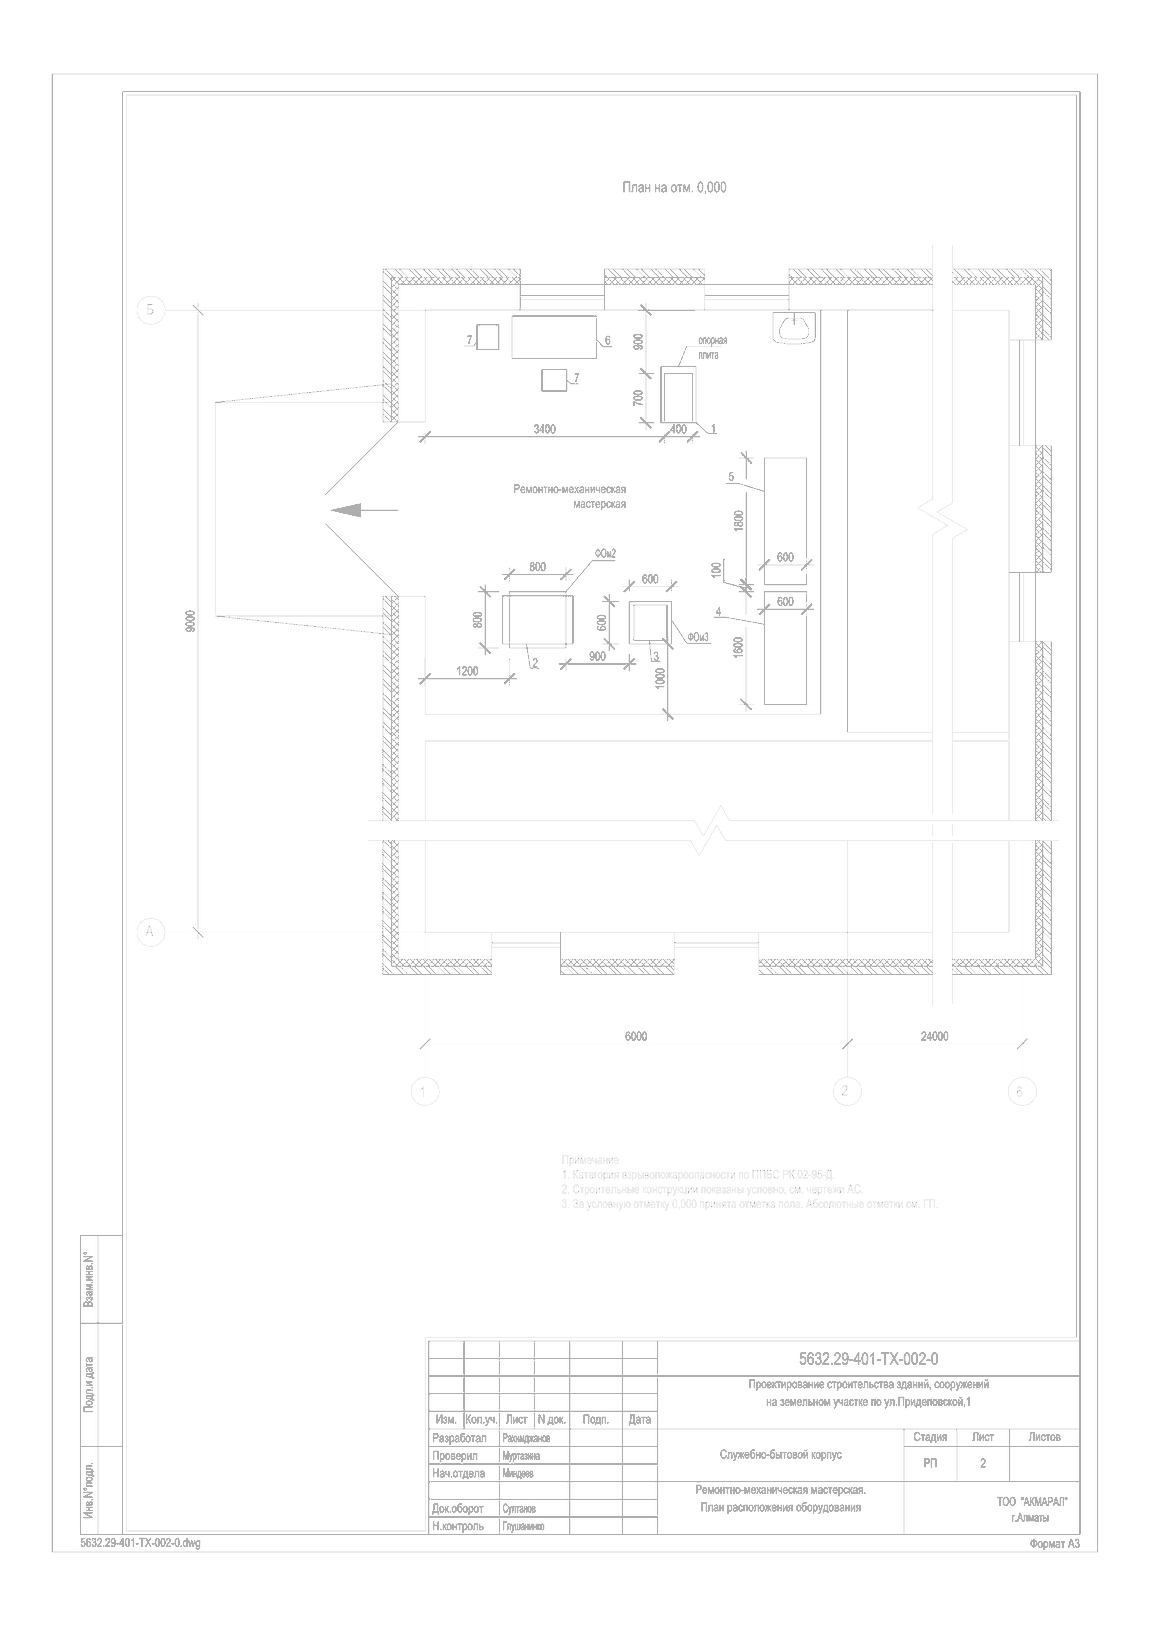 План на отм. 0,000
Б
7
6
900
опорная
плита
7
700
3400
400
1
Ремонтно-механическая
мастерская
5
1800
ФОм2
800
600
100
600
9000
800
600
600
4
ФОм3
1600
2
900
3
1200
1000
А
6000
24000
1
2
6
Примечание
1. Категория взрывопожароопасности по ППБС РК 02-95-Д.
2. Строительные конструкции показаны условно, см. чертежи АС.
3. За условную отметку 0,000 принята отметка пола. Абсолютные отметки см. ГП.
Взам.инв.N°
Подп.и дата
Инв.N°подл.
5632.29-401-ТХ-002-0
Проектирование строительства зданий, сооружений
на земельном участке по ул.Приделовская,1
Изм. Кол.уч. Лист N док. Подп. Дата
Разработал Рахимджанов
Проверил Муртазина
Нач.отдела Миндеев
Док.оборот Султанов
Н.контроль Глушаненко
Служебно-бытовой корпус
Стадия Лист Листов
РП 2
Ремонтно-механическая мастерская.
План расположения оборудования
ТОО "АКМАРАЛ"
г.Алматы
5632.29-401-ТХ-002-0.dwg
Формат А3